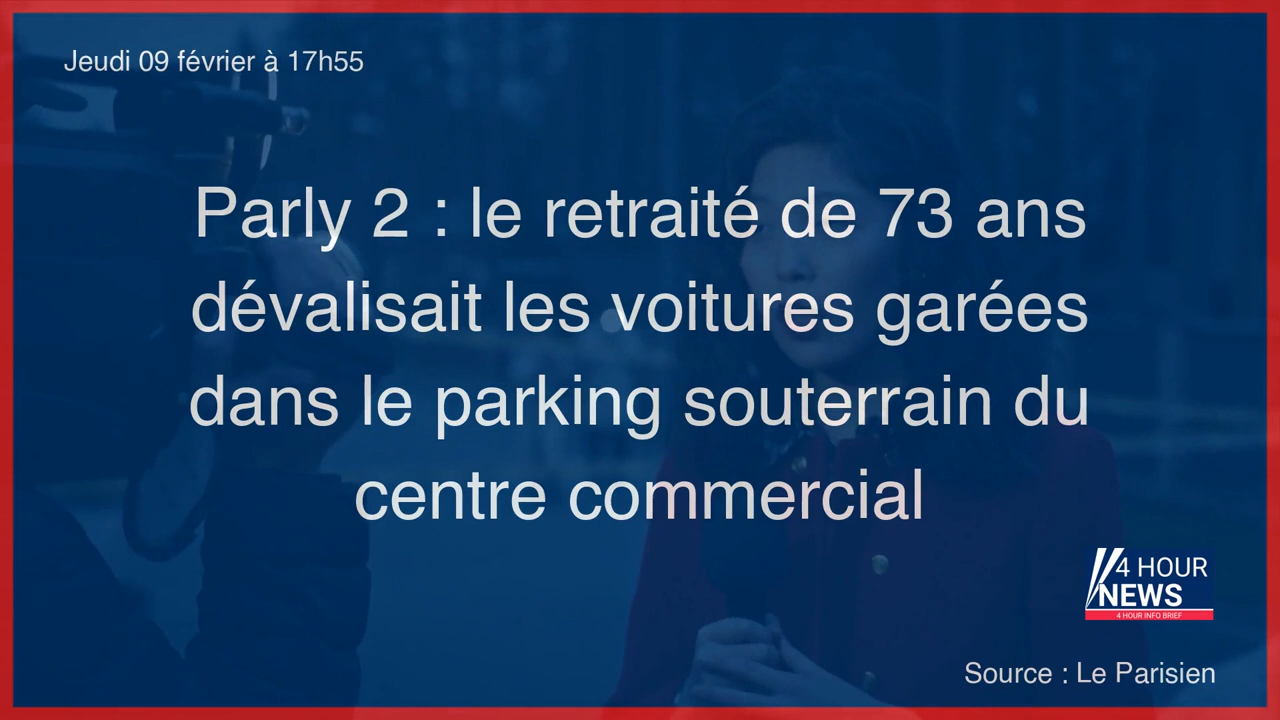 Jeudi 09 février à 17h55
Parly 2 : le retraité de 73 ans
dévalisait les voitures garées
dans le parking souterrain du
centre commercial
4 HOUR
NEWS
4 HOUR INFO BRIEF
Source : Le Parisien